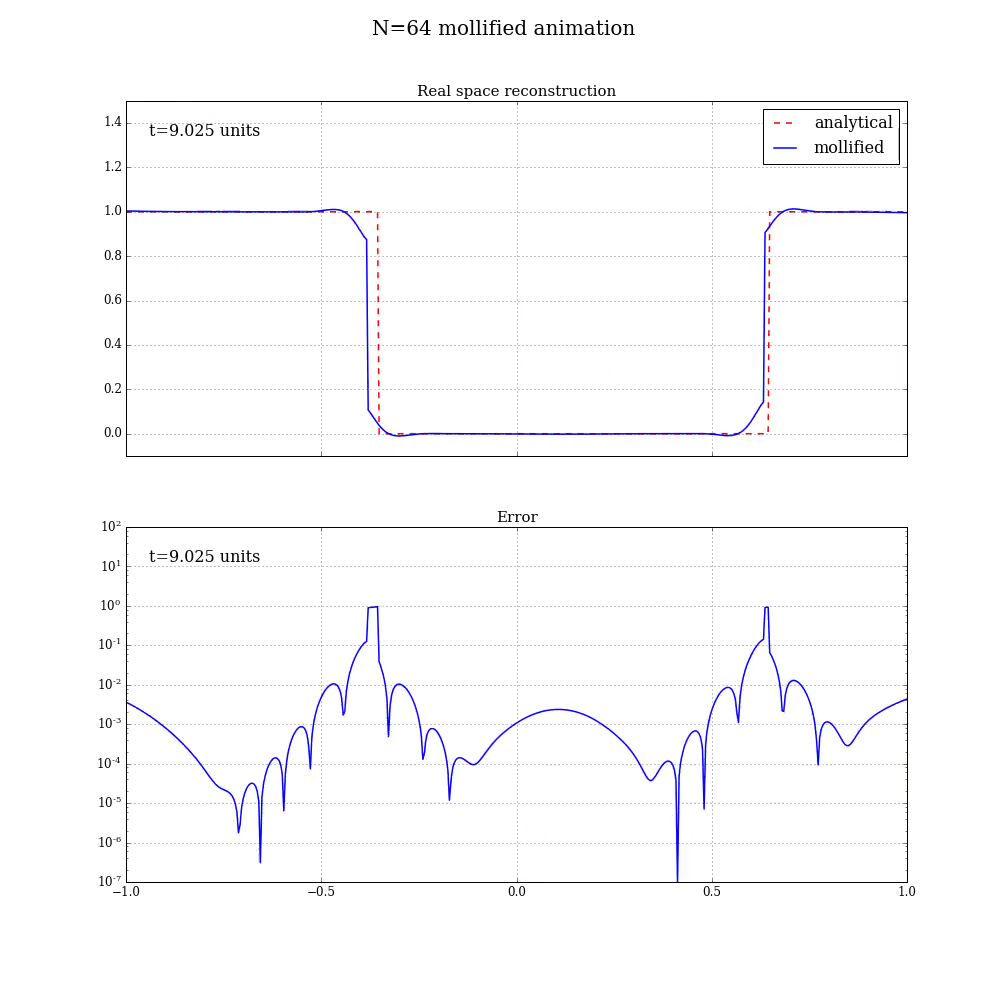 N=64 mollified animation
Real space reconstruction
t=9.025 units
analytical
mollified
1.4
1.2
1.0
0.8
0.6
0.4
0.2
0.0
Error
t=9.025 units
10²
10¹
10⁰
10⁻¹
10⁻²
10⁻³
10⁻⁴
10⁻⁵
10⁻⁶
10⁻⁷
−1.0 −0.5 0.0 0.5 1.0